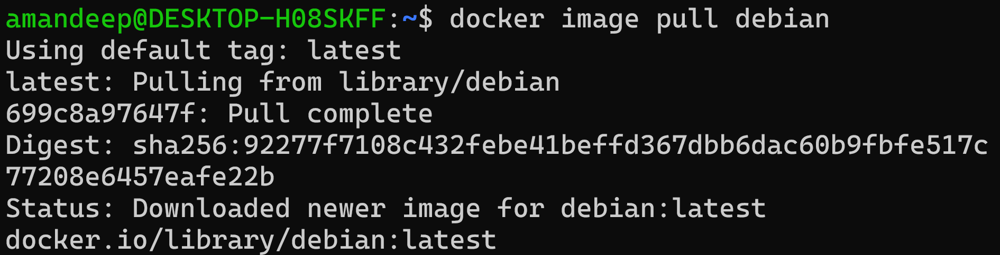 amandeep@DESKTOP-H08SKFF:~$ docker image pull debian
Using default tag: latest
latest: Pulling from library/debian
699c8a97647f: Pull complete
Digest: sha256:92277f7108c432febe41beffd367dbb6dac60b9fbfe517c
77208e6457eafe22b
Status: Downloaded newer image for debian:latest
docker.io/library/debian:latest